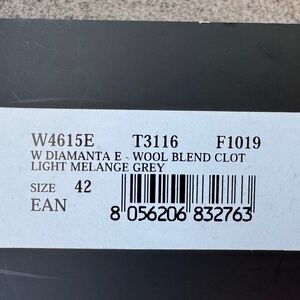 W4615E T3116 F1019
W DIAMANTA E - WOOL BLEND CLOT
LIGHT MELANGE GREY
SIZE 42
EAN
8 056206 832763